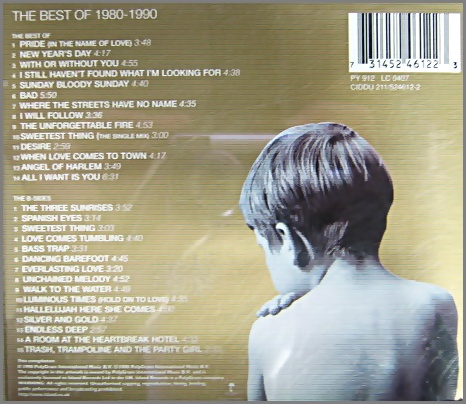 THE BEST OF 1980-1990
THE BEST OF
1 PRIDE (IN THE NAME OF LOVE) 3:48
2 NEW YEAR'S DAY 4:17
3 WITH OR WITHOUT YOU 4:55
4 I STILL HAVEN'T FOUND WHAT I'M LOOKING FOR 4:38
5 SUNDAY BLOODY SUNDAY 4:40
6 BAD 5:50
7 WHERE THE STREETS HAVE NO NAME 4:35
8 I WILL FOLLOW 3:36
9 THE UNFORGETTABLE FIRE 4:53
10 SWEETEST THING (THE SINGLE MIX) 3:00
11 DESIRE 2:59
12 WHEN LOVE COMES TO TOWN 4:17
13 ANGEL OF HARLEM 3:49
14 ALL I WANT IS YOU 6:31
THE B-SIDES
1 THE THREE SUNRISES 3:52
2 SPANISH EYES 3:14
3 SWEETEST THING 3:03
4 LOVE COMES TUMBLING 4:40
5 BASS TRAP 3:31
6 DANCING BAREFOOT 4:45
7 EVERLASTING LOVE 3:20
8 UNCHAINED MELODY 4:52
9 WALK TO THE WATER 4:49
10 LUMINOUS TIMES (HOLD ON TO LOVE) 4:35
11 HALLELUJAH HERE SHE COMES 4:00
12 SILVER AND GOLD 4:37
13 ENDLESS DEEP 2:57
14 A ROOM AT THE HEARTBREAK HOTEL 4:32
15 TRASH, TRAMPOLINE AND THE PARTY GIRL
This compilation
7 31452 46122 3
PY 912 LC 0407
CIDDU 211/524612-2